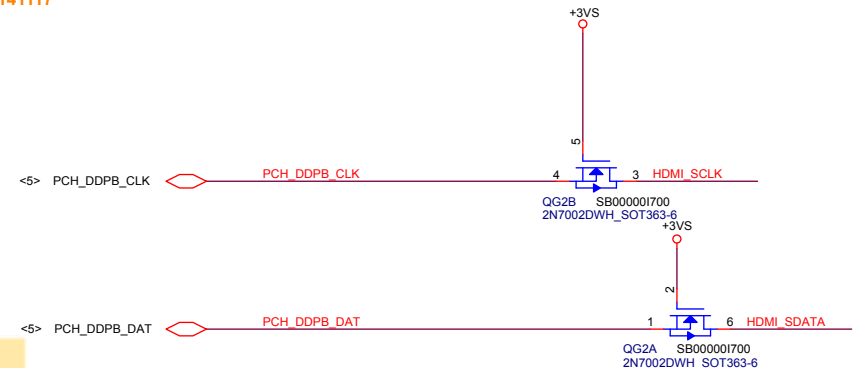 +3VS
5
<5> PCH_DDPB_CLK PCH_DDPB_CLK 4 3 HDMI_SCLK
QG2B SB00000I700
2N7002DWH_SOT363-6
+3VS
2
<5> PCH_DDPB_DAT PCH_DDPB_DAT 1 6 HDMI_SDATA
QG2A SB00000I700
2N7002DWH_SOT363-6